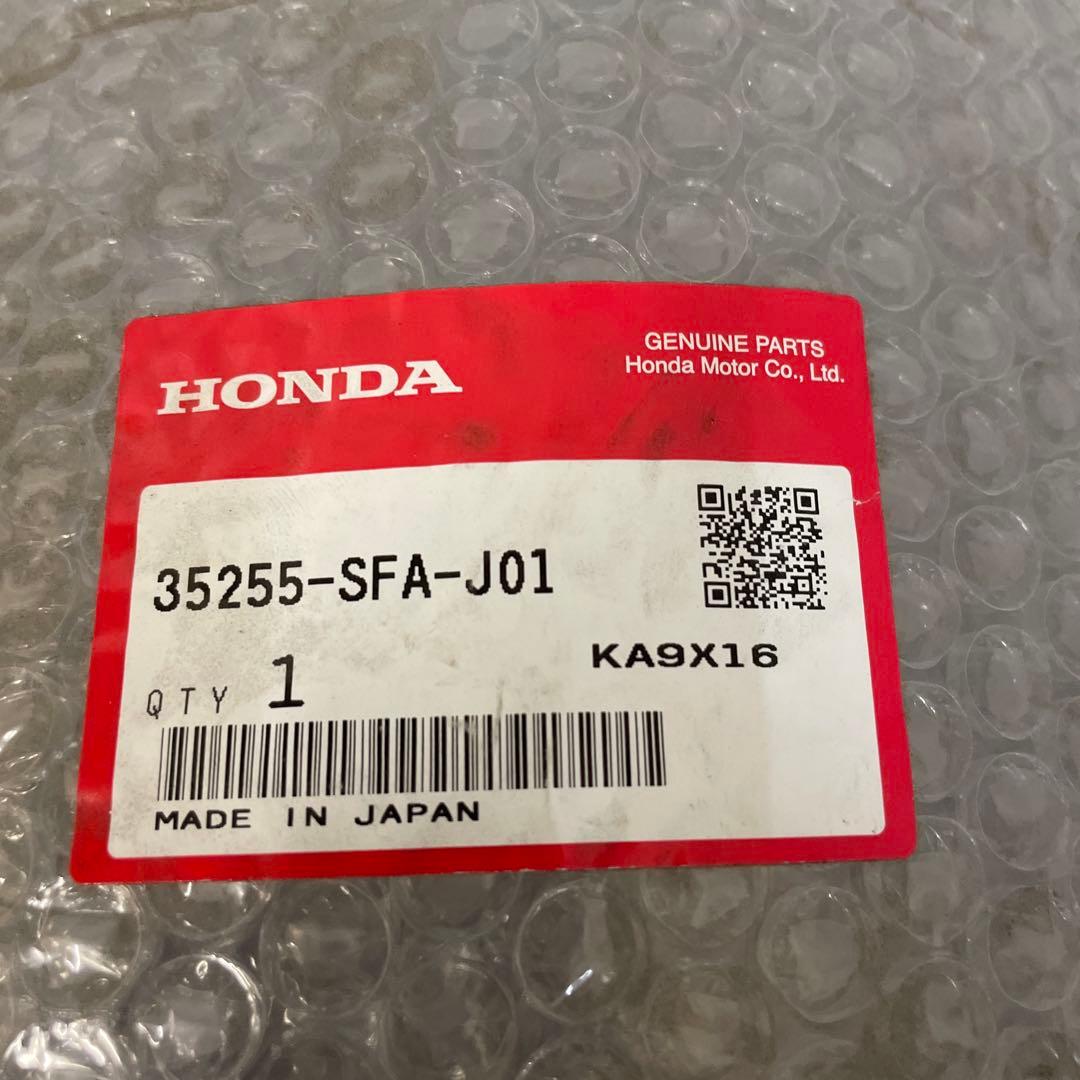 HONDA
GENUINE PARTS
Honda Motor Co., Ltd.
35255-SFA-J01
KA9X16
QTY 1
MADE IN JAPAN